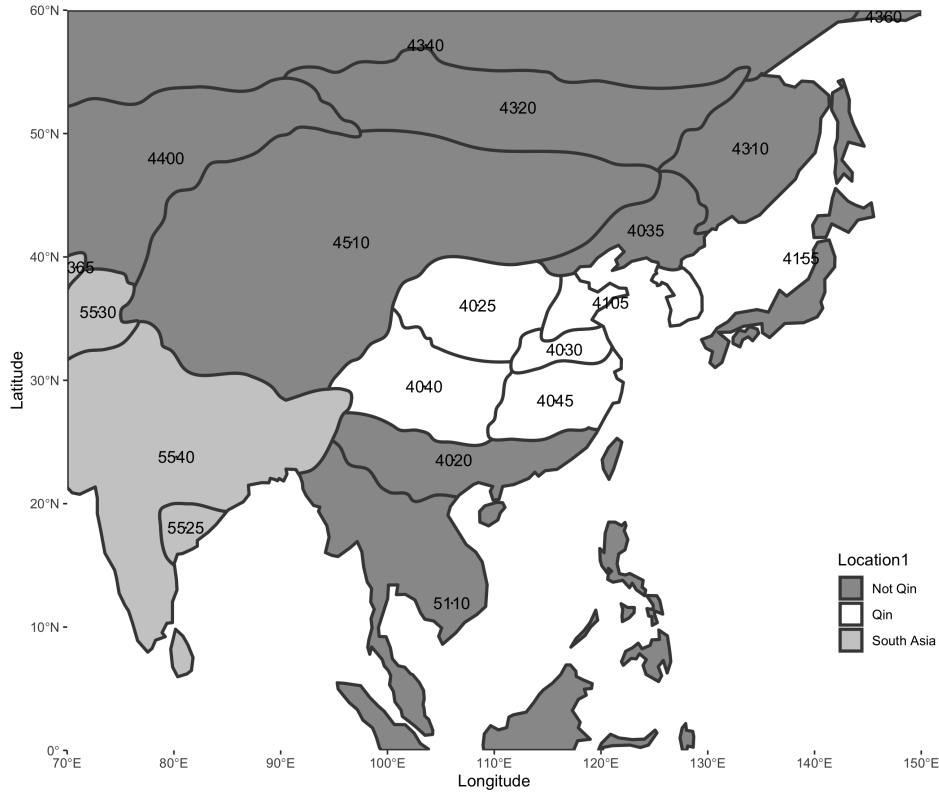 60°N
4360
4340
4320
50°N
4310
4400
4035
4510
40°N
4155
365
4025
4105
5530
4030
Latitude
30°N
4040
4045
5540
4020
20°N
5525
Location1
Not Qin
5110
Qin
10°N
South Asia
0°
70°E 80°E 90°E 100°E 110°E 120°E 130°E 140°E 150°E
Longitude